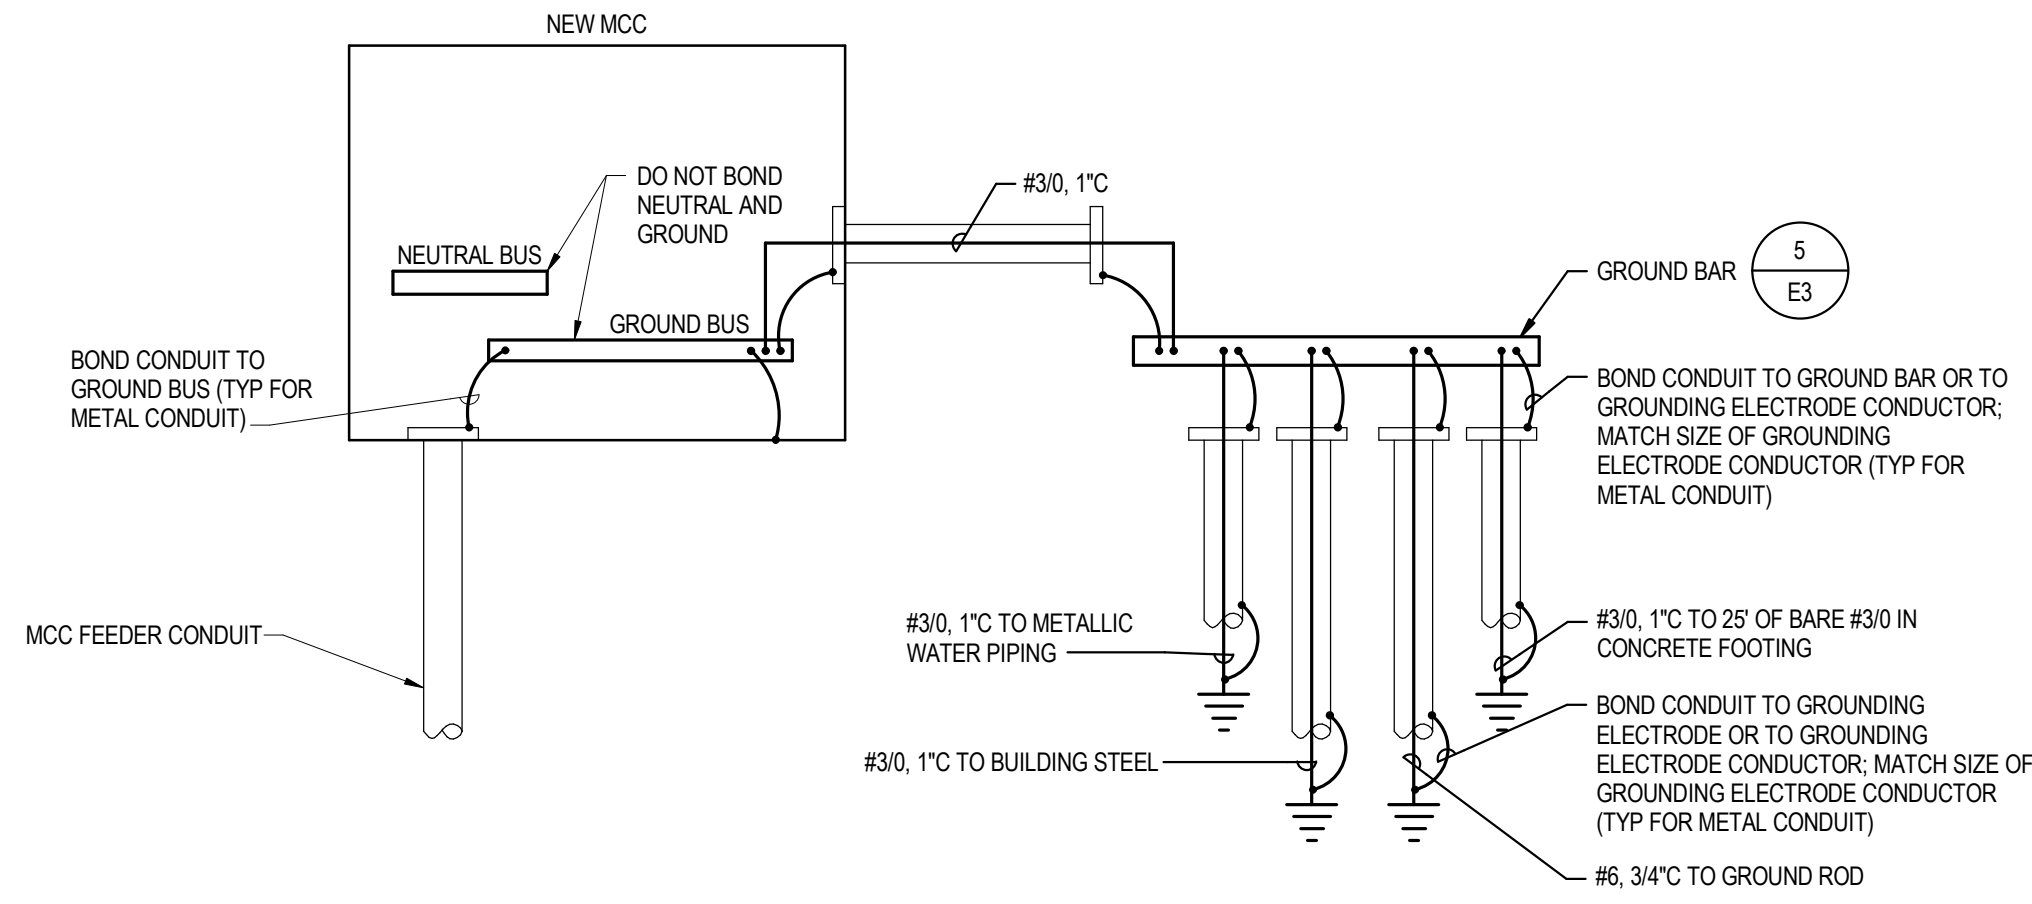 NEW MCC
DO NOT BOND
NEUTRAL AND
GROUND
#3/0, 1"C
NEUTRAL BUS
GROUND BUS
GROUND BAR
5
E3
BOND CONDUIT TO
GROUND BUS (TYP FOR
METAL CONDUIT)
BOND CONDUIT TO GROUND BAR OR TO
GROUNDING ELECTRODE CONDUCTOR;
MATCH SIZE OF GROUNDING
ELECTRODE CONDUCTOR (TYP FOR
METAL CONDUIT)
MCC FEEDER CONDUIT
#3/0, 1"C TO METALLIC
WATER PIPING
#3/0, 1"C TO 25' OF BARE #3/0 IN
CONCRETE FOOTING
#3/0, 1"C TO BUILDING STEEL
BOND CONDUIT TO GROUNDING
ELECTRODE OR TO GROUNDING
ELECTRODE CONDUCTOR; MATCH SIZE OF
GROUNDING ELECTRODE CONDUCTOR
(TYP FOR METAL CONDUIT)
#6, 3/4"C TO GROUND ROD